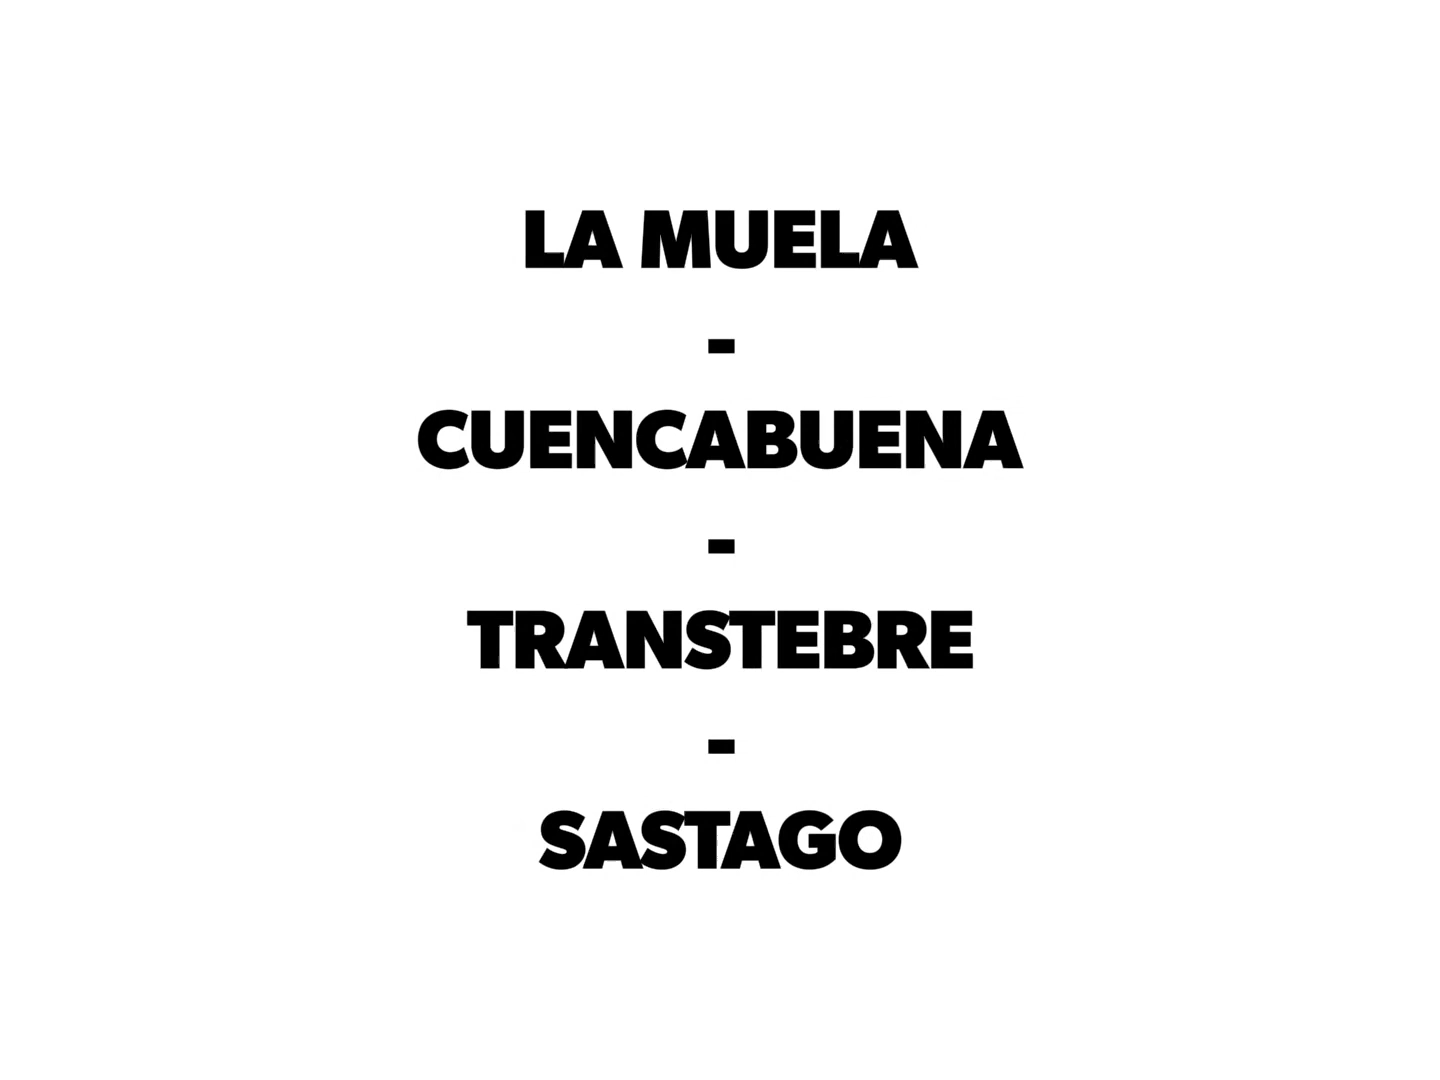 LA MUELA
-
CUENCABUENA
-
TRANSTEBRE
-
SASTAGO